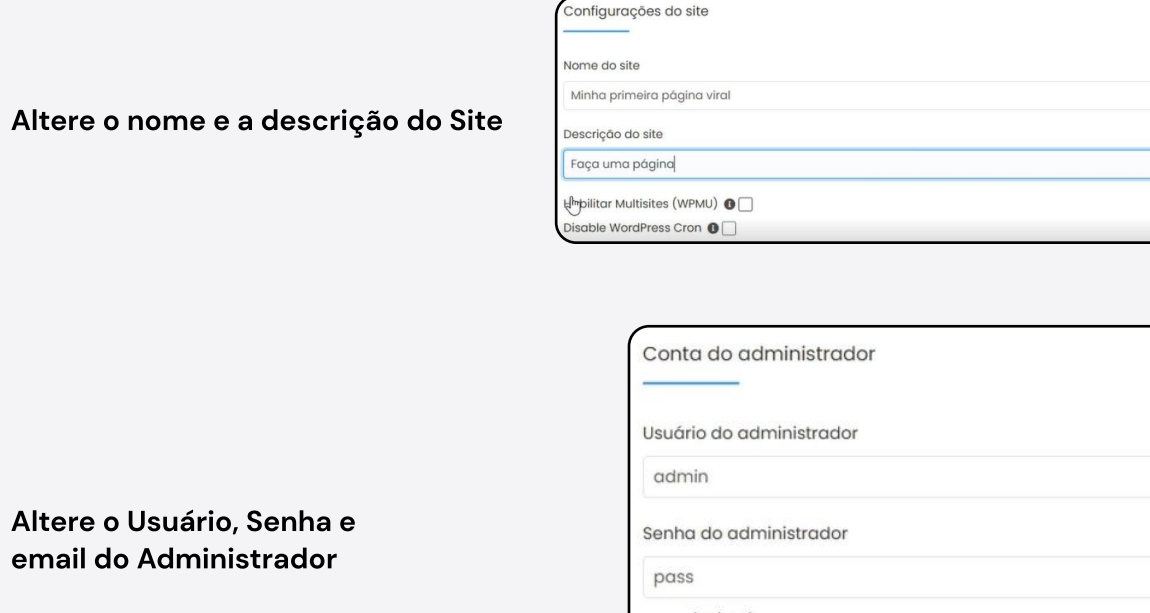 Altere o nome e a descrição do Site
Configurações do site
Nome do site
Minha primeira página viral
Descrição do site
Faça uma página
Habilitar Multisites (WPMU)
Disable WordPress Cron
Altere o Usuário, Senha e
email do Administrador
Conta do administrador
Usuário do administrador
admin
Senha do administrador
pass